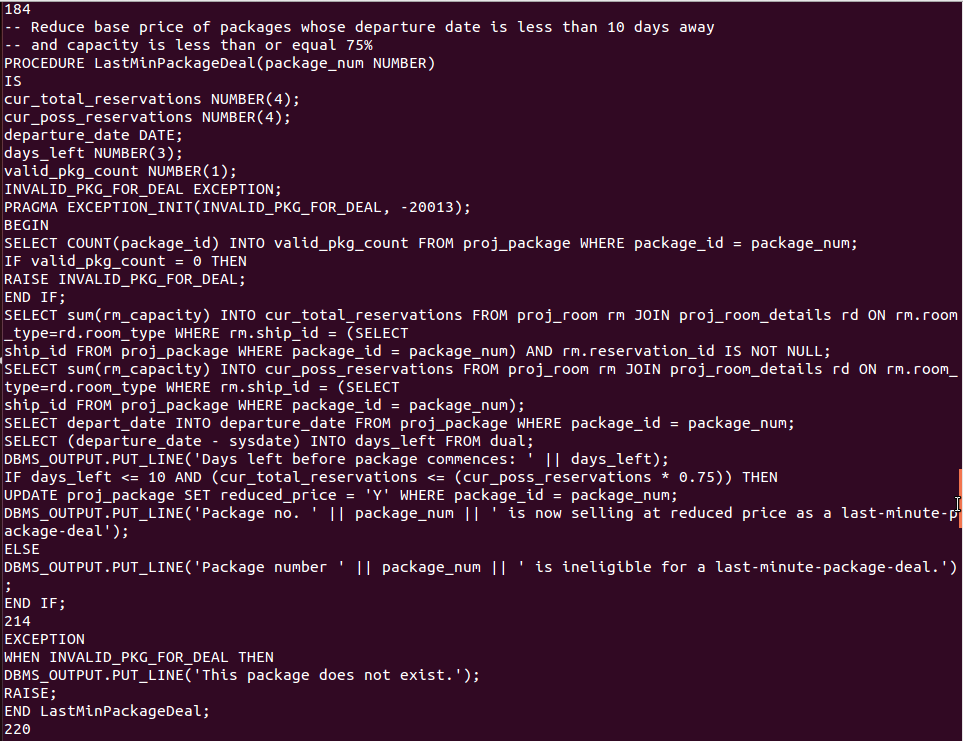 184
-- Reduce base price of packages whose departure date is less than 10 days away
-- and capacity is less than or equal 75%
PROCEDURE LastMinPackageDeal(package_num NUMBER)
IS
cur_total_reservations NUMBER(4);
cur_poss_reservations NUMBER(4);
departure_date DATE;
days_left NUMBER(3);
valid_pkg_count NUMBER(1);
INVALID_PKG_FOR_DEAL EXCEPTION;
PRAGMA EXCEPTION_INIT(INVALID_PKG_FOR_DEAL, -20013);
BEGIN
SELECT COUNT(package_id) INTO valid_pkg_count FROM proj_package WHERE package_id = package_num;
IF valid_pkg_count = 0 THEN
RAISE INVALID_PKG_FOR_DEAL;
END IF;
SELECT sum(rm_capacity) INTO cur_total_reservations FROM proj_room rm JOIN proj_room_details rd ON rm.room
_type=rd.room_type WHERE rm.ship_id = (SELECT
ship_id FROM proj_package WHERE package_id = package_num) AND rm.reservation_id IS NOT NULL;
SELECT sum(rm_capacity) INTO cur_poss_reservations FROM proj_room rm JOIN proj_room_details rd ON rm.room_
type=rd.room_type WHERE rm.ship_id = (SELECT
ship_id FROM proj_package WHERE package_id = package_num);
SELECT depart_date INTO departure_date FROM proj_package WHERE package_id = package_num;
SELECT (departure_date - sysdate) INTO days_left FROM dual;
DBMS_OUTPUT.PUT_LINE('Days left before package commences: ' || days_left);
IF days_left <= 10 AND (cur_total_reservations <= (cur_poss_reservations * 0.75)) THEN
UPDATE proj_package SET reduced_price = 'Y' WHERE package_id = package_num;
DBMS_OUTPUT.PUT_LINE('Package no. ' || package_num || ' is now selling at reduced price as a last-minute-p
ackage-deal');
ELSE
DBMS_OUTPUT.PUT_LINE('Package number ' || package_num || ' is ineligible for a last-minute-package-deal.')
;
END IF;
214
EXCEPTION
WHEN INVALID_PKG_FOR_DEAL THEN
DBMS_OUTPUT.PUT_LINE('This package does not exist.');
RAISE;
END LastMinPackageDeal;
220